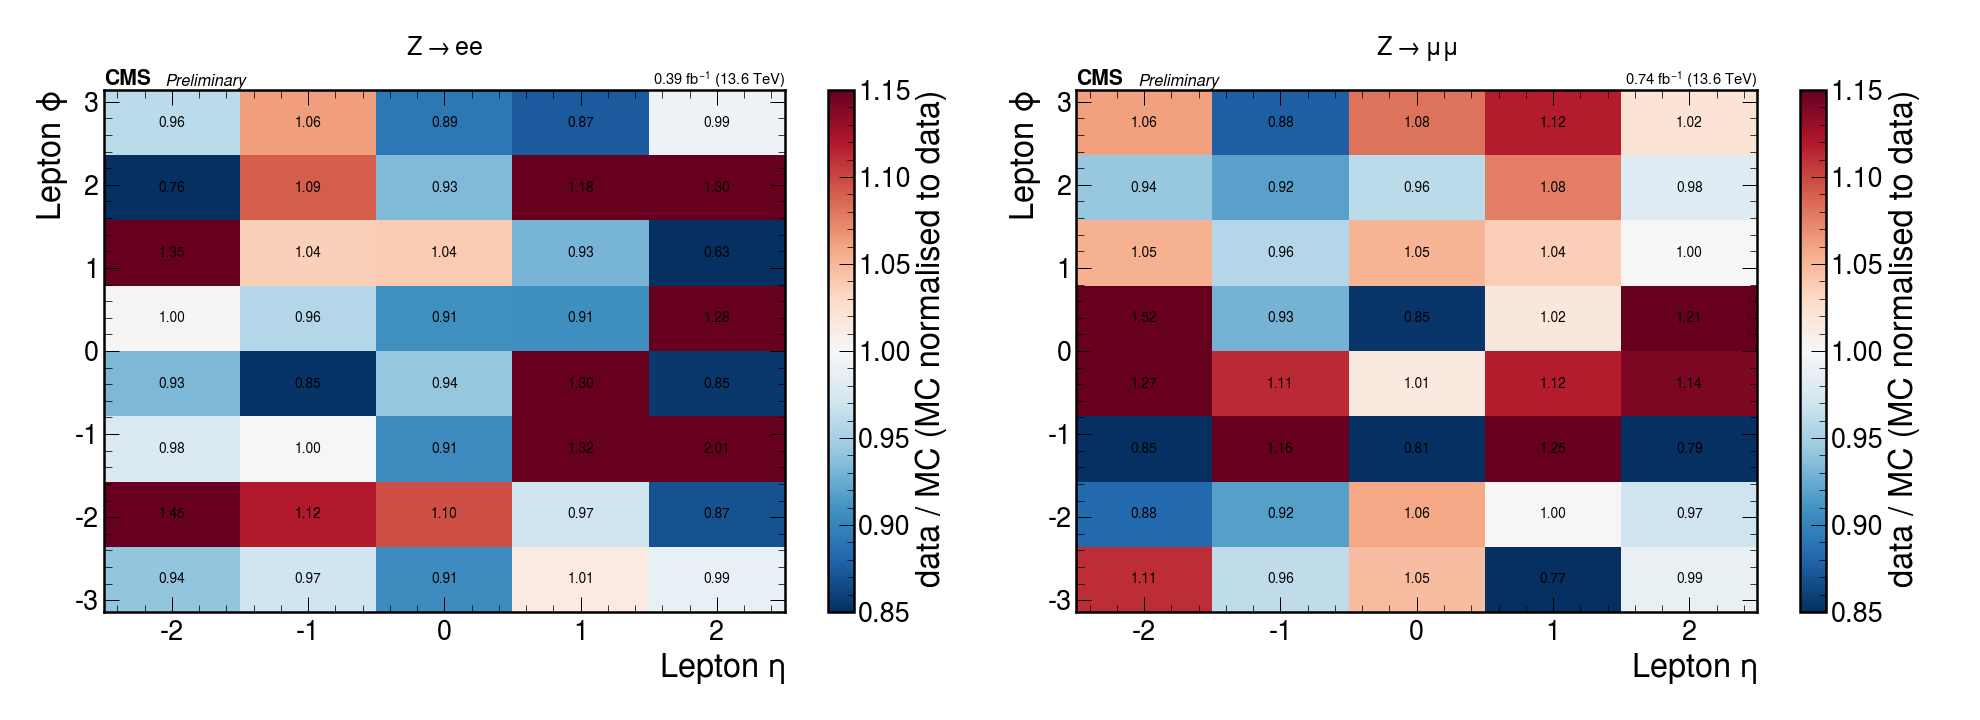 Z → ee
CMS Preliminary 0.39 fb⁻¹ (13.6 TeV)
Lepton ϕ
3
2
1
0
-1
-2
-3
0.96 1.06 0.89 0.87 0.99
0.76 1.09 0.93 1.18 1.30
1.35 1.04 1.04 0.93 0.63
1.00 0.96 0.91 0.91 1.28
0.93 0.85 0.94 1.30 0.85
0.98 1.00 0.91 1.32 2.01
1.45 1.12 1.10 0.97 0.87
0.94 0.97 0.91 1.01 0.99
-2 -1 0 1 2
Lepton η
1.15
1.10
1.05
1.00
0.95
0.90
0.85
data / MC (MC normalised to data)
Z → μμ
CMS Preliminary 0.74 fb⁻¹ (13.6 TeV)
Lepton ϕ
3
2
1
0
-1
-2
-3
1.06 0.88 1.08 1.12 1.02
0.94 0.92 0.96 1.08 0.98
1.05 0.96 1.05 1.04 1.00
1.52 0.93 0.85 1.02 1.21
1.27 1.11 1.01 1.12 1.14
0.85 1.16 0.81 1.25 0.79
0.88 0.92 1.06 1.00 0.97
1.11 0.96 1.05 0.77 0.99
-2 -1 0 1 2
Lepton η
1.15
1.10
1.05
1.00
0.95
0.90
0.85
data / MC (MC normalised to data)